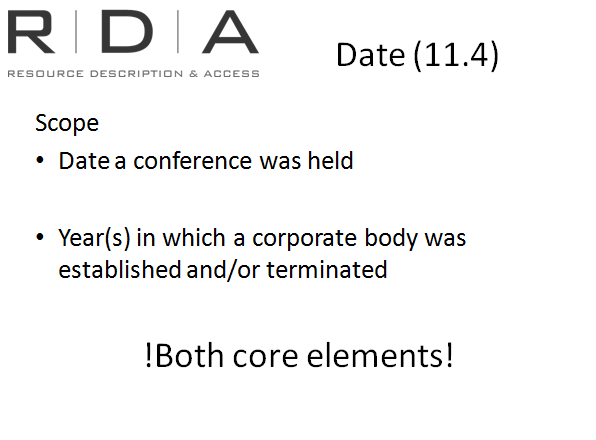 R D A
RESOURCE DESCRIPTION & ACCESS
Date (11.4)
Scope
• Date a conference was held
• Year(s) in which a corporate body was
established and/or terminated
!Both core elements!